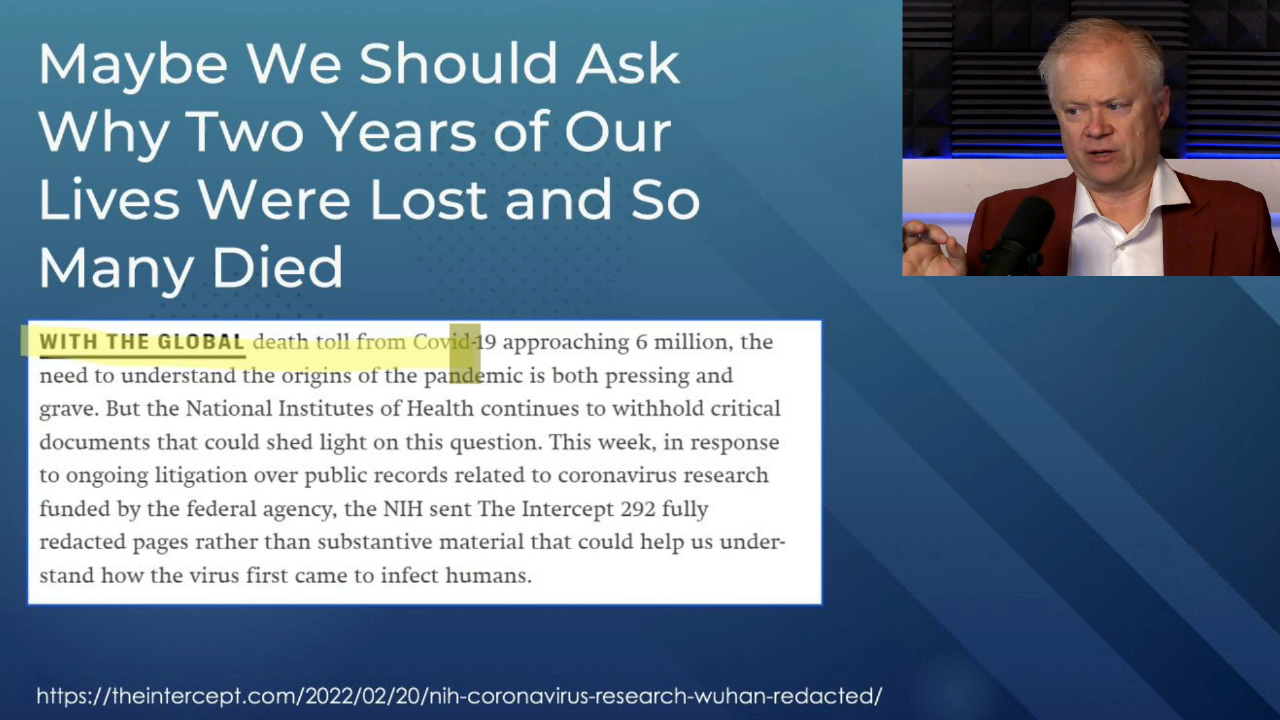 Maybe We Should Ask
Why Two Years of Our
Lives Were Lost and So
Many Died
WITH THE GLOBAL death toll from Covid-19 approaching 6 million, the
need to understand the origins of the pandemic is both pressing and
grave. But the National Institutes of Health continues to withhold critical
documents that could shed light on this question. This week, in response
to ongoing litigation over public records related to coronavirus research
funded by the federal agency, the NIH sent The Intercept 292 fully
redacted pages rather than substantive material that could help us under-
stand how the virus first came to infect humans.
https://theintercept.com/2022/02/20/nih-coronavirus-research-wuhan-redacted/